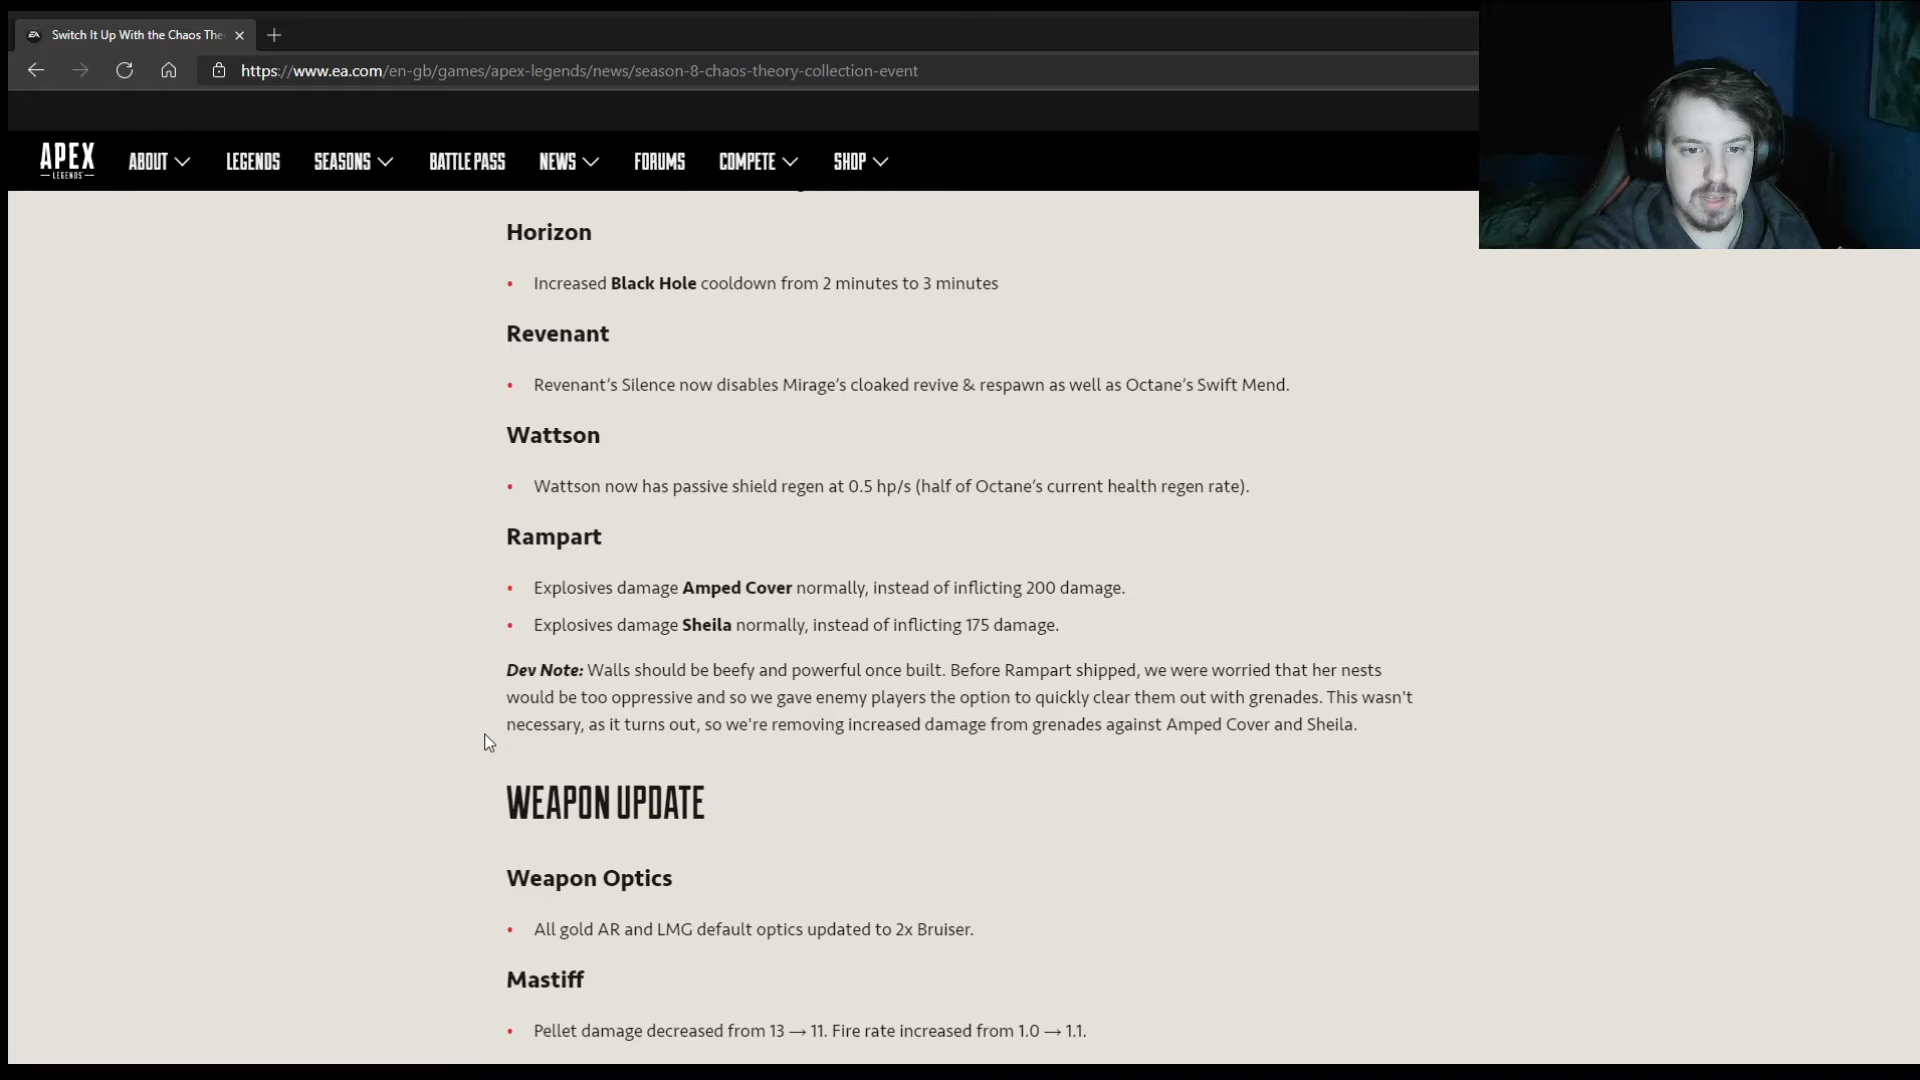 Switch It Up With the Chaos The
https://www.ea.com/en-gb/games/apex-legends/news/season-8-chaos-theory-collection-event
APEX
LEGENDS
ABOUT LEGENDS SEASONS BATTLE PASS NEWS FORUMS COMPETE SHOP
Horizon
• Increased Black Hole cooldown from 2 minutes to 3 minutes
Revenant
• Revenant's Silence now disables Mirage's cloaked revive & respawn as well as Octane's Swift Mend.
Wattson
• Wattson now has passive shield regen at 0.5 hp/s (half of Octane's current health regen rate).
Rampart
• Explosives damage Amped Cover normally, instead of inflicting 200 damage.
• Explosives damage Sheila normally, instead of inflicting 175 damage.
Dev Note: Walls should be beefy and powerful once built. Before Rampart shipped, we were worried that her nests
would be too oppressive and so we gave enemy players the option to quickly clear them out with grenades. This wasn't
necessary, as it turns out, so we're removing increased damage from grenades against Amped Cover and Sheila.
WEAPON UPDATE
Weapon Optics
• All gold AR and LMG default optics updated to 2x Bruiser.
Mastiff
• Pellet damage decreased from 13 → 11. Fire rate increased from 1.0 → 1.1.